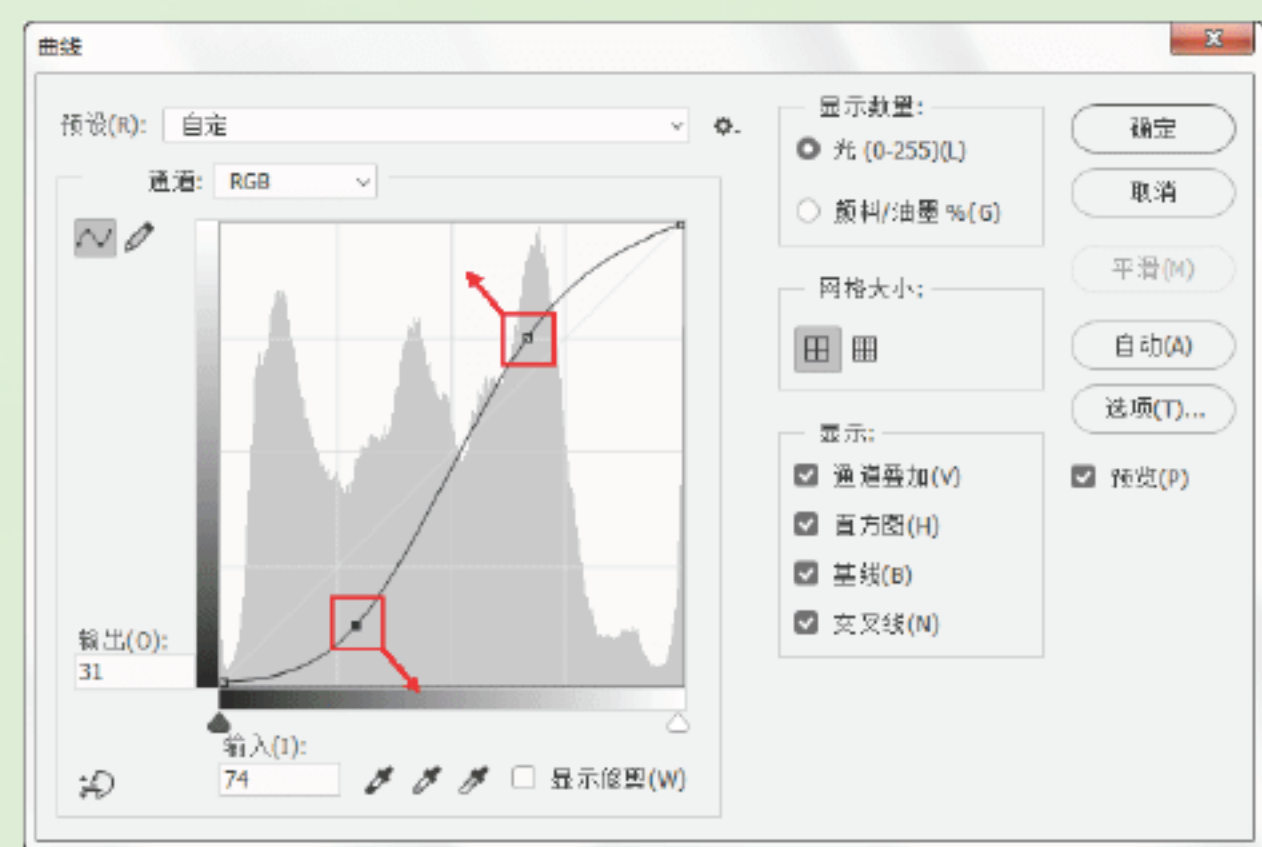 曲线
预设(R): 自定
通道: RGB
输出(O):
31
输入(I):
74
显示修剪(W)
显示数量:
光 (0-255)(L)
颜料/油墨 %(G)
网格大小:
显示:
通道叠加(V)
直方图(H)
基线(B)
交叉线(N)
确定
取消
平滑(M)
自动(A)
选项(T)...
预览(P)